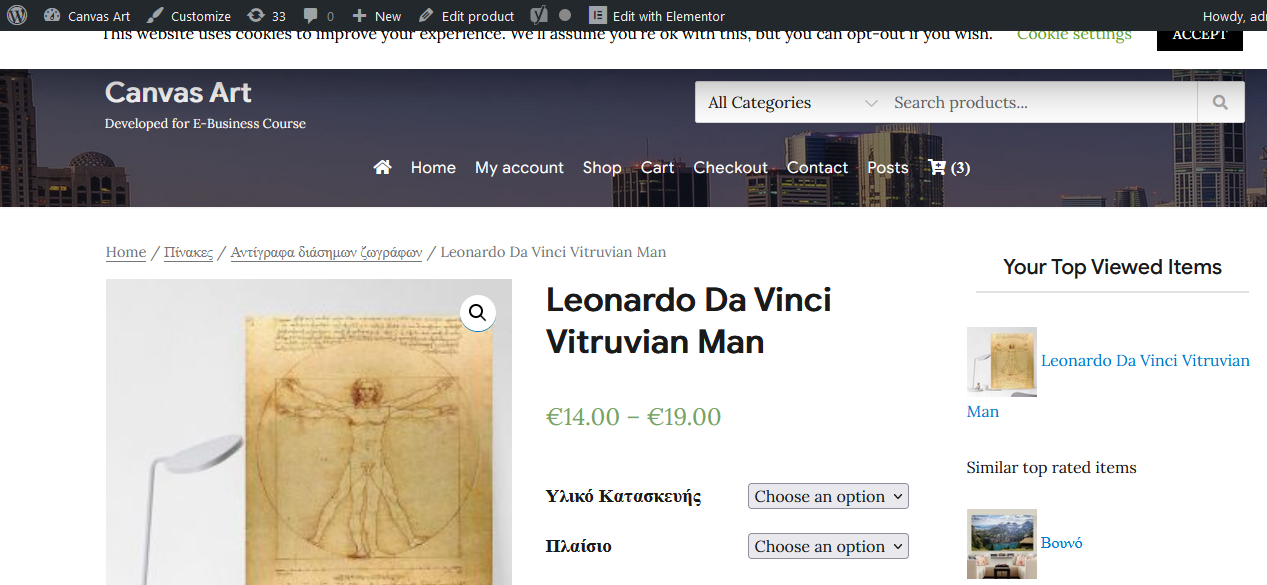 Canvas Art Customize 33 0 New Edit product Edit with Elementor Howdy,
This website uses cookies to improve your experience. We'll assume you're ok with this, but you can opt-out if you wish. Cookie settings ACCEPT
Canvas Art
Developed for E-Business Course
All Categories Search products...
Home My account Shop Cart Checkout Contact Posts (3)
Home / Πίνακες / Αντίγραφα διάσημων ζωγράφων / Leonardo Da Vinci Vitruvian Man
Leonardo Da Vinci
Vitruvian Man
€14.00 – €19.00
Υλικό Κατασκευής Choose an option
Πλαίσιο Choose an option
Your Top Viewed Items
Leonardo Da Vinci Vitruvian
Man
Similar top rated items
Βουνό